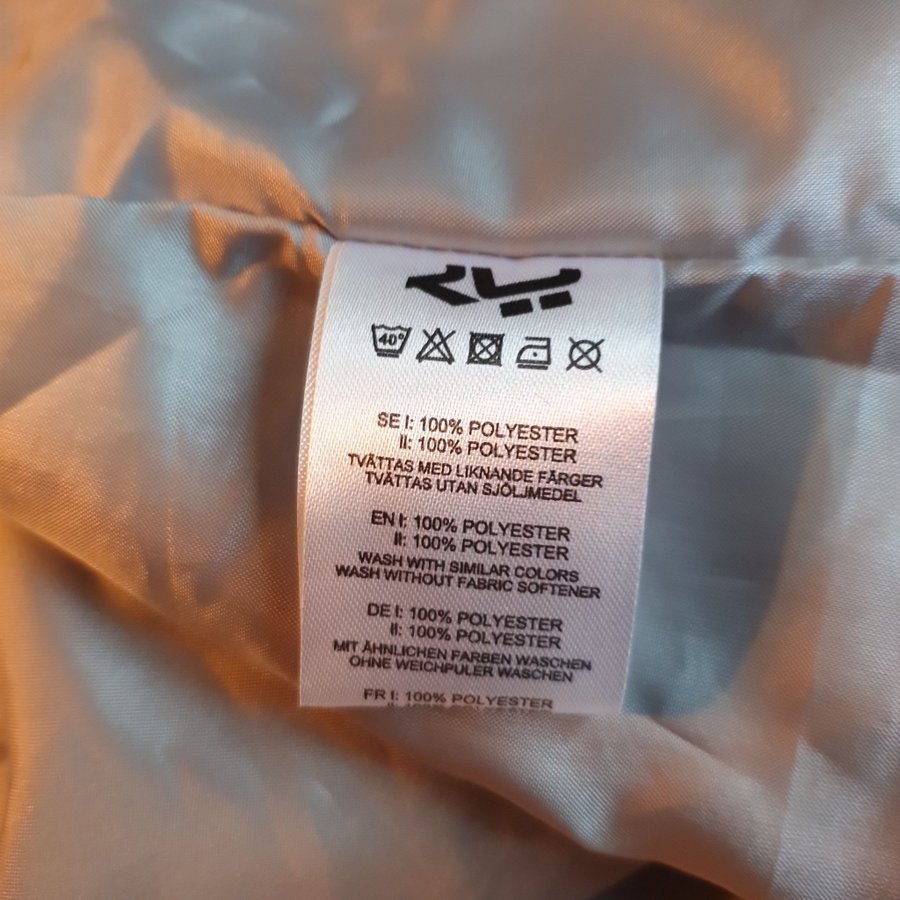 40°
SE I: 100% POLYESTER
II: 100% POLYESTER
TVÄTTAS MED LIKNANDE FÄRGER
TVÄTTAS UTAN SJÖLJMEDEL
EN I: 100% POLYESTER
II: 100% POLYESTER
WASH WITH SIMILAR COLORS
WASH WITHOUT FABRIC SOFTENER
DE I: 100% POLYESTER
II: 100% POLYESTER
MIT ÄHNLICHEN FARBEN WASCHEN
OHNE WEICHPULER WASCHEN
FR I: 100% POLYESTER